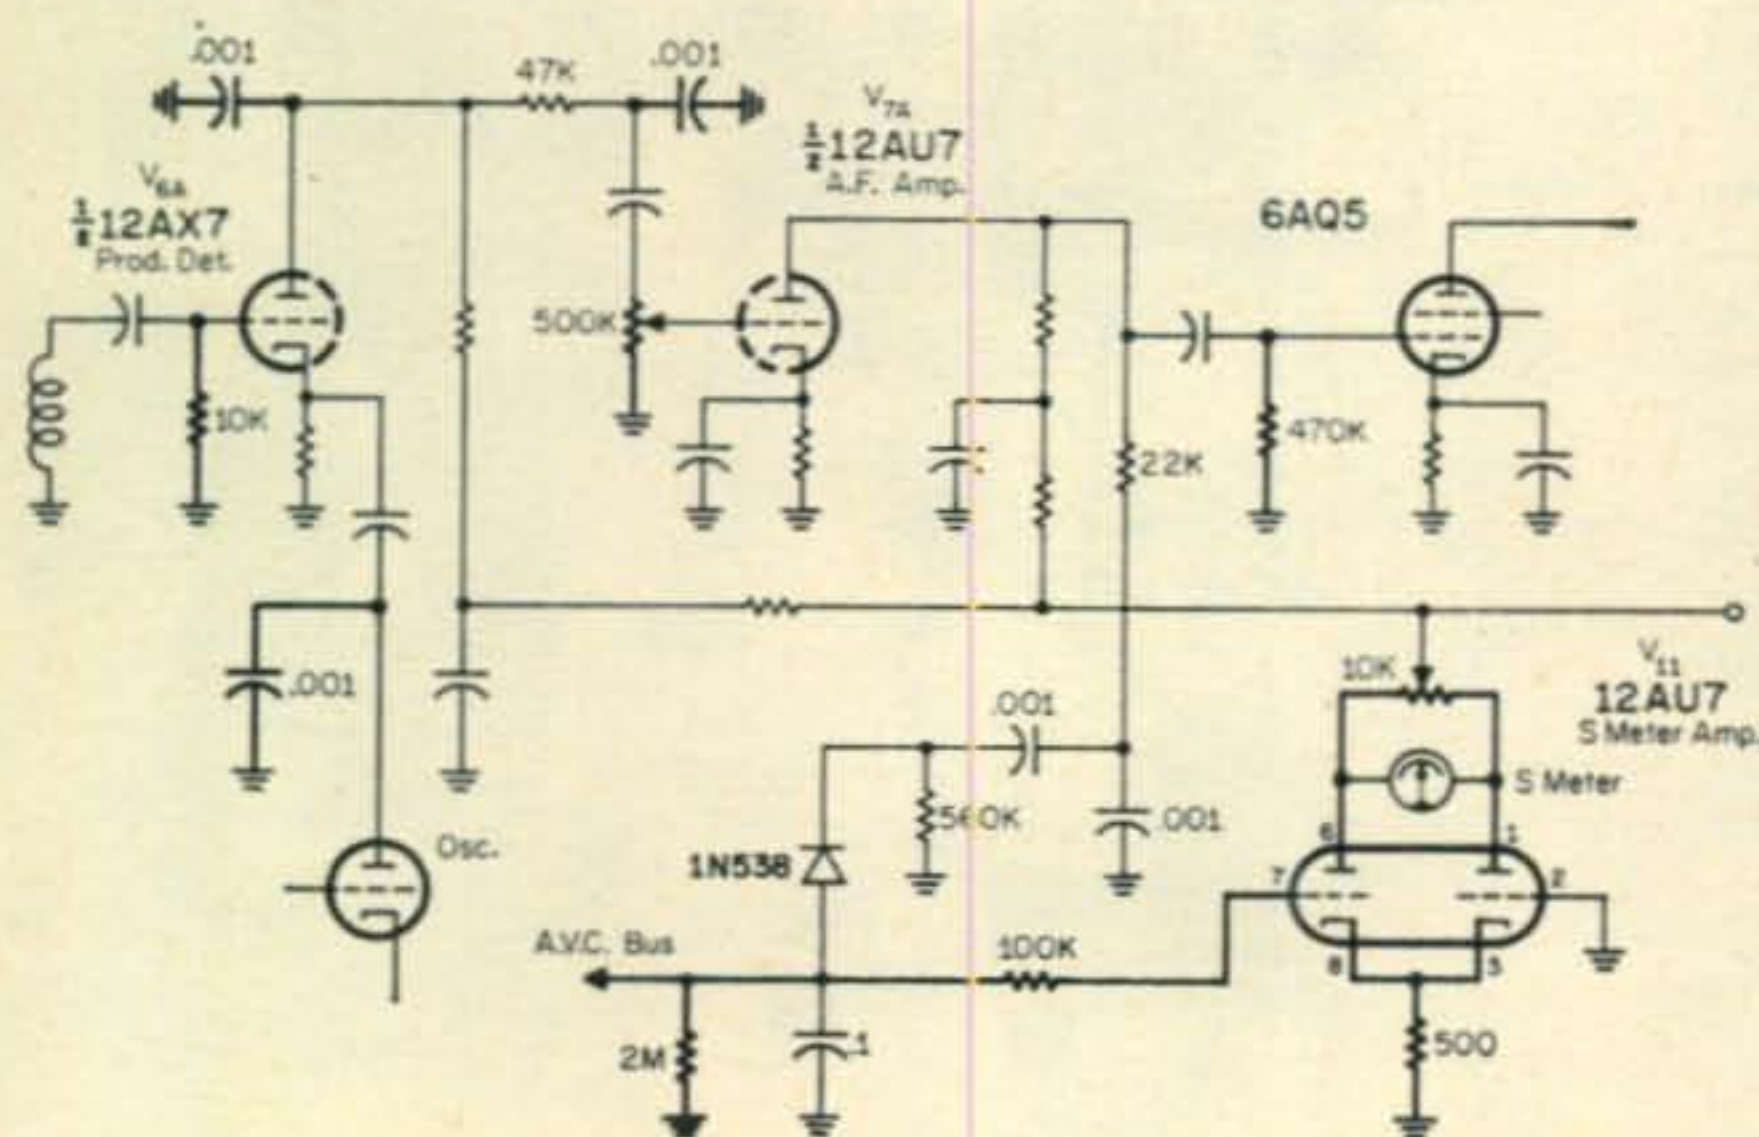 .001
47K
.001
V7A
½12AU7
A.F. Amp.
V6A
½12AX7
Prod. Det.
6AQ5
500K
10K
470K
22K
.001
10K
V11
12AU7
S Meter Amp.
.001
S Meter
Osc.
560K
.001
1N538
6
1
7
2
A.V.C. Bus
100K
8
3
2M
.1
500